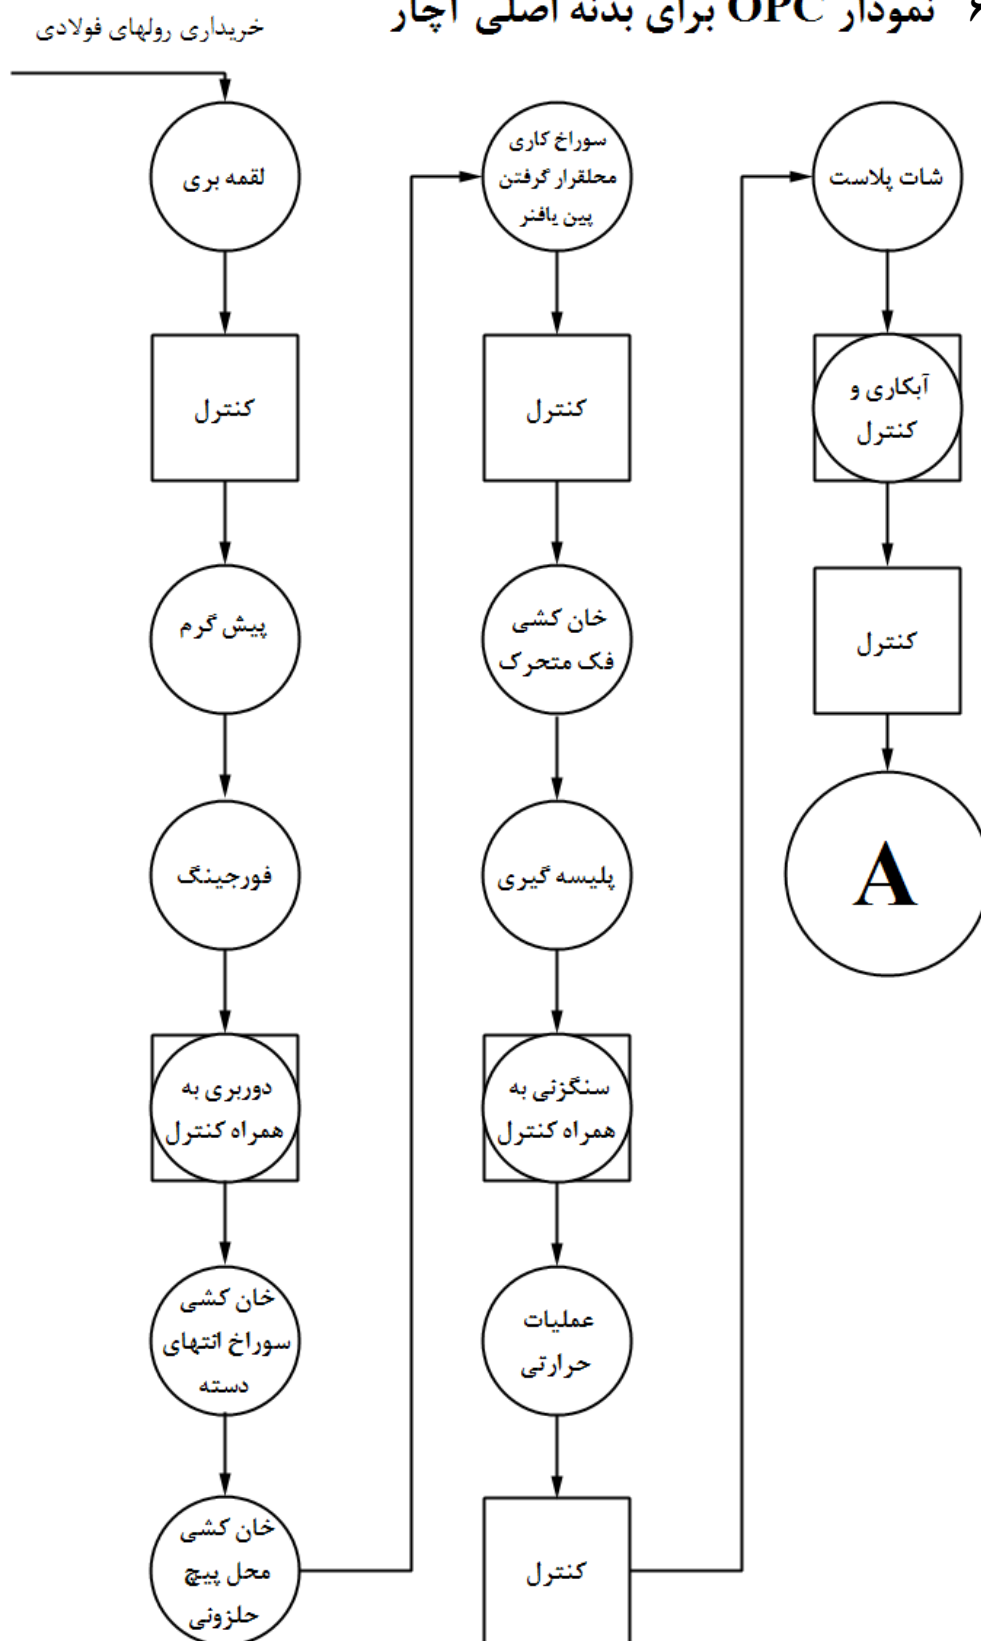 ۶ نمودار OPC برای بدنه اصلی آچار
خریداری رولهای فولادی
لقمه بری
کنترل
پیش گرم
فورجینگ
دوربری به
همراه کنترل
خان کشی
سوراخ انتهای
دسته
خان کشی
محل پیچ
حلزونی
سوراخ کاری
محلقرار گرفتن
پین یافنر
کنترل
خان کشی
فک متحرک
پلیسه گیری
سنگزنی به
همراه کنترل
عملیات
حرارتی
کنترل
شات پلاست
آبکاری و
کنترل
کنترل
A